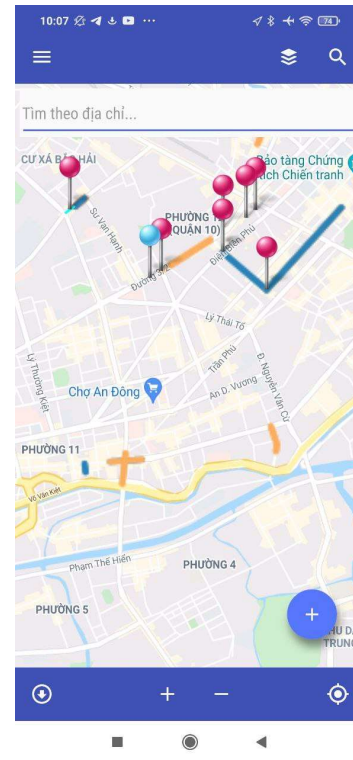 10:07
74
Tìm theo địa chỉ...
CƯ XÁ BẮC HẢI
Bảo tàng Chứng
tích Chiến tranh
Sư Vạn Hạnh
PHƯỜNG 1
(QUẬN 10)
Điện Biên Phủ
Đường 3/2
Lý Thái Tổ
Trần Phú
Lý Thường Kiệt
Chợ An Đông
An D. Vương
Đ. Nguyễn Văn Cừ
PHƯỜNG 11
Võ Văn Kiệt
Phạm Thế Hiển
PHƯỜNG 4
PHƯỜNG 5
TRUNG